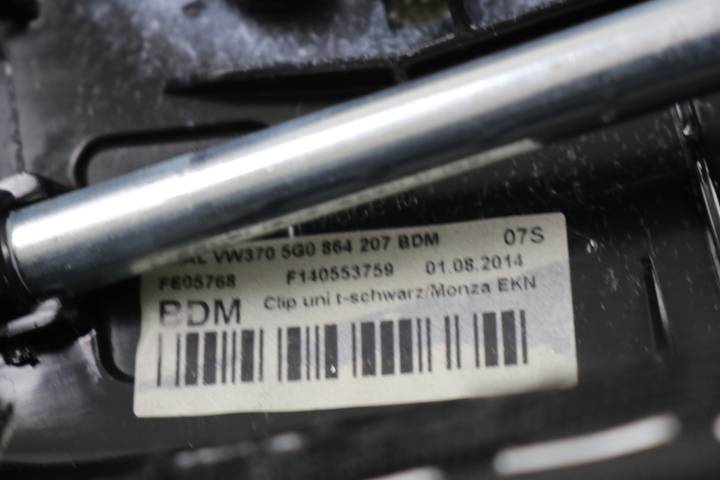 VW370 5G0 864 207 BDM 07S
FE05768 F140553759 01.08.2014
BDM Clip uni t-schwarz/Monza EKN